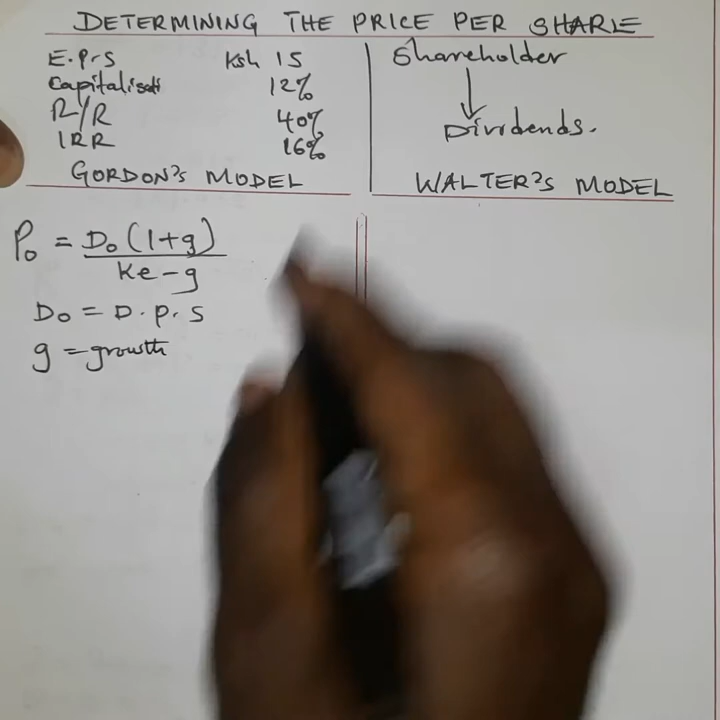 DETERMINING THE PRICE PER SHARE
E.P.S Ksh 15
Capitalisati 12%
R/R 40%
IRR 16%
Shareholder
Dividends.
GORDON'S MODEL
WALTER'S MODEL
P₀ = D₀(1+g)
Ke-g
D₀ = D.P.S
g = growth